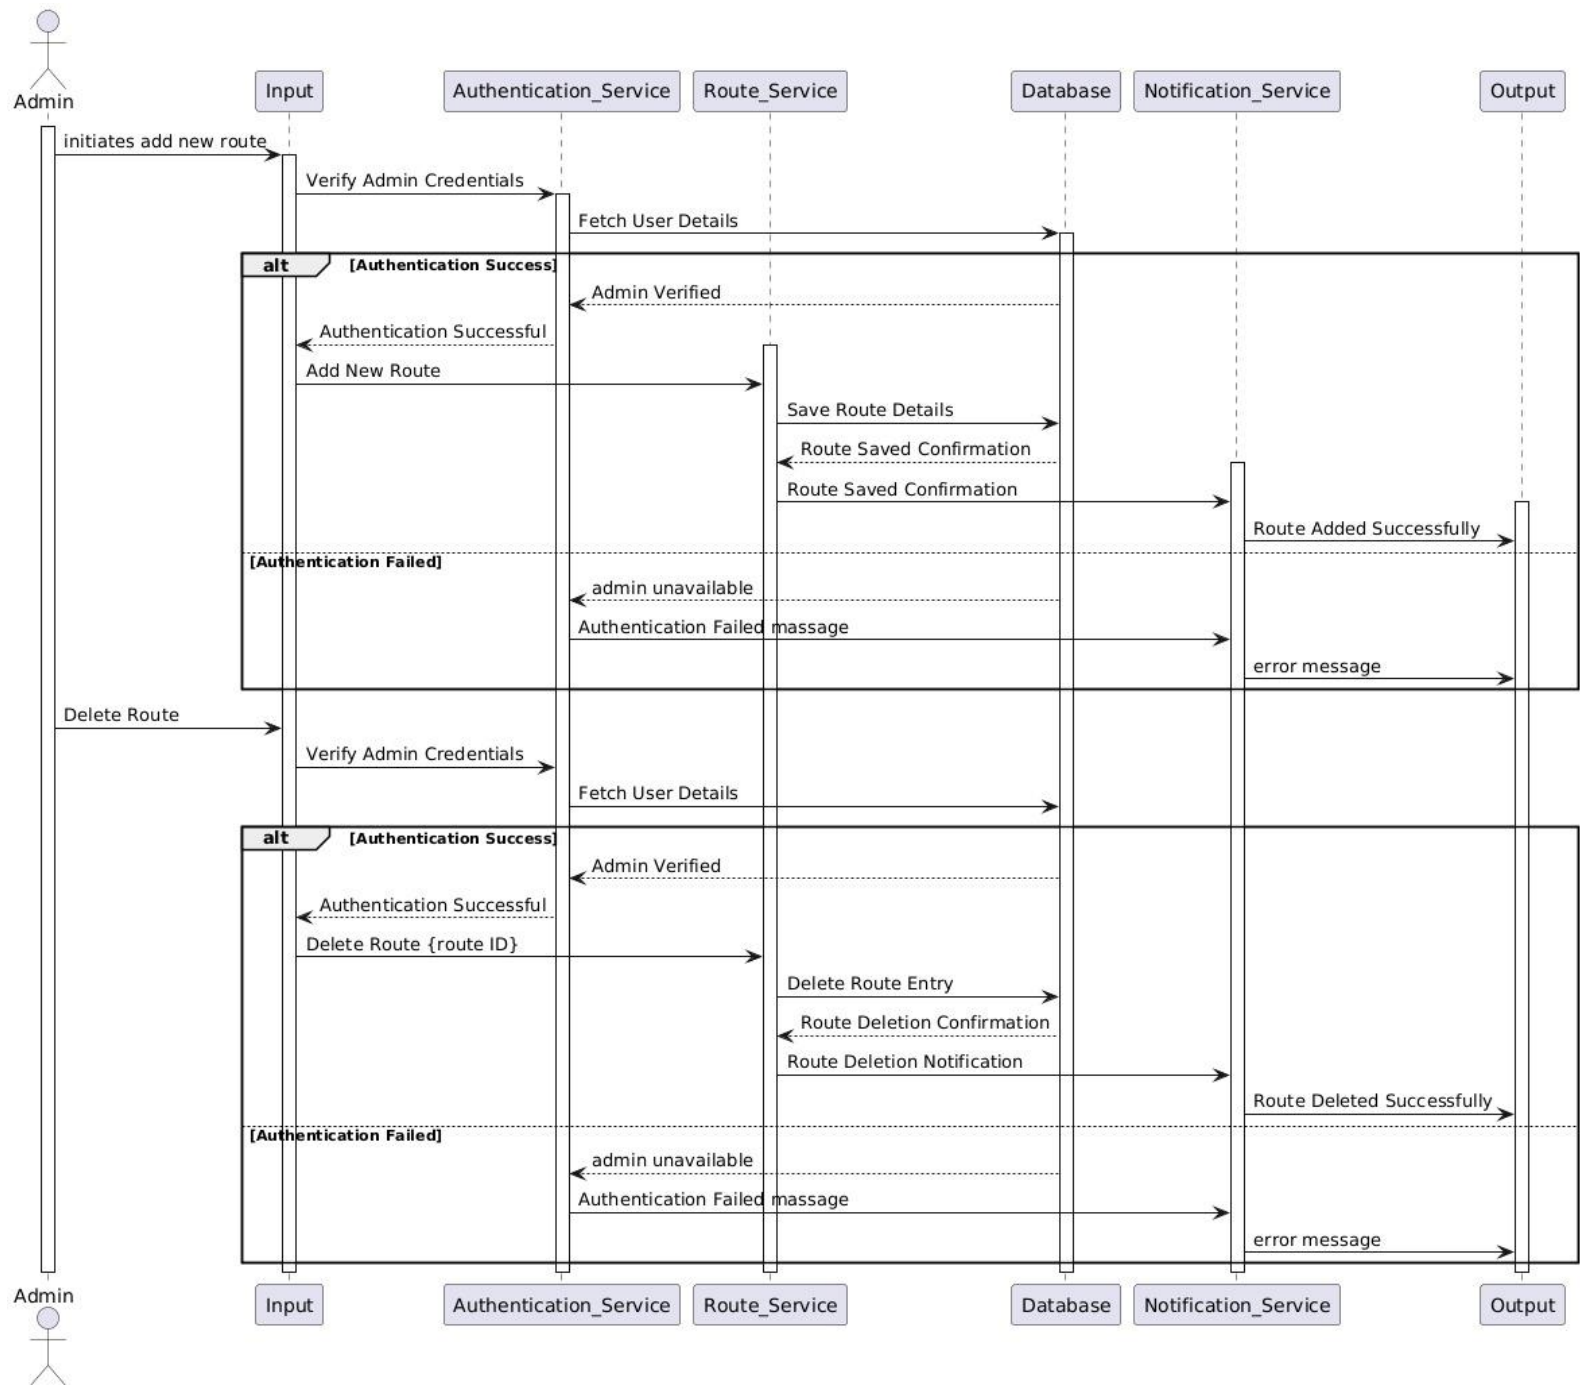 Admin
Input
Authentication_Service
Route_Service
Database
Notification_Service
Output
initiates add new route
Verify Admin Credentials
Fetch User Details
alt [Authentication Success]
Admin Verified
Authentication Successful
Add New Route
Save Route Details
Route Saved Confirmation
Route Saved Confirmation
Route Added Successfully
[Authentication Failed]
admin unavailable
Authentication Failed massage
error message
Delete Route
Verify Admin Credentials
Fetch User Details
alt [Authentication Success]
Admin Verified
Authentication Successful
Delete Route {route ID}
Delete Route Entry
Route Deletion Confirmation
Route Deletion Notification
Route Deleted Successfully
[Authentication Failed]
admin unavailable
Authentication Failed massage
error message
Admin
Input
Authentication_Service
Route_Service
Database
Notification_Service
Output